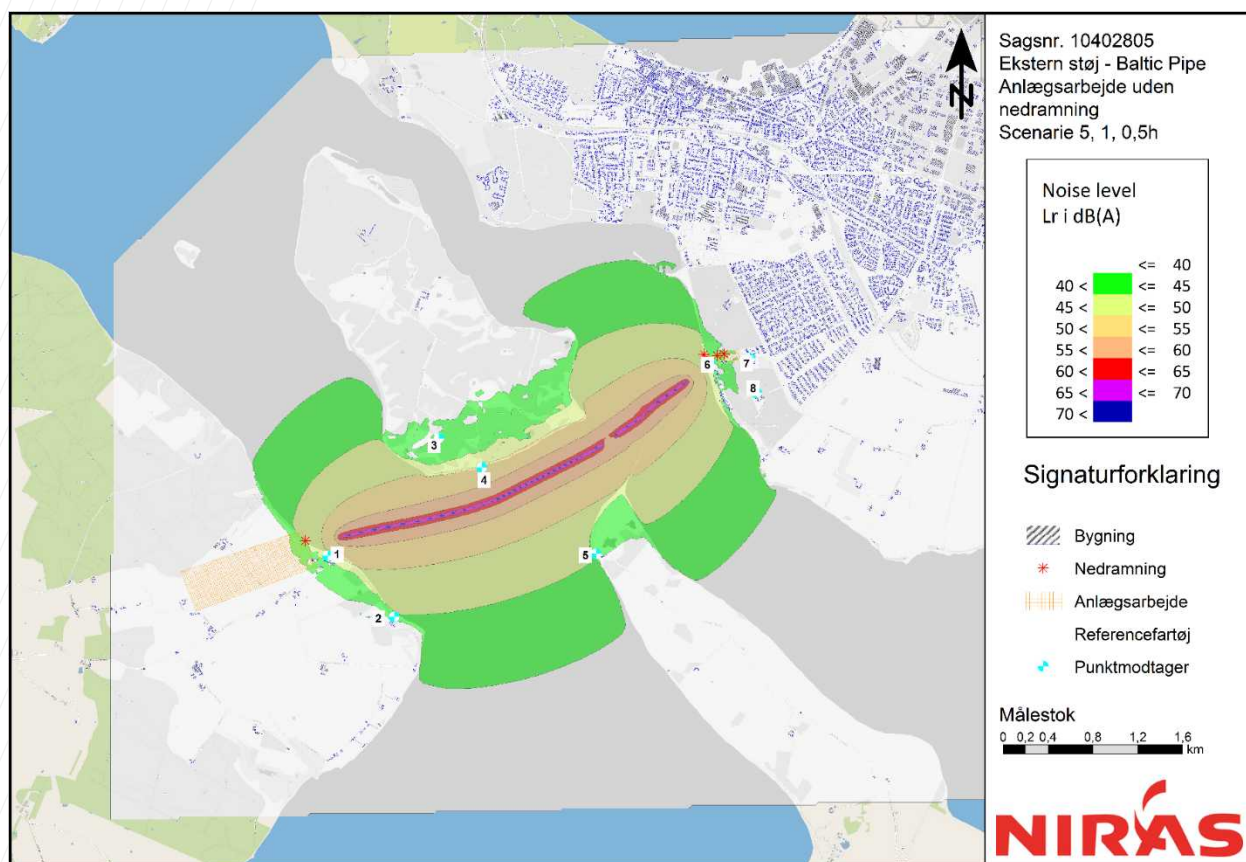 Sagsnr. 10402805
Ekstern støj - Baltic Pipe
Anlægsarbejde uden
nedramning
Scenarie 5, 1, 0,5h
N
Noise level
Lr i dB(A)
<= 40
40 < <= 45
45 < <= 50
50 < <= 55
55 < <= 60
60 < <= 65
65 < <= 70
70 <
Signaturforklaring
Bygning
Nedramning
Anlægsarbejde
Referencefartøj
Punktmodtager
Målestok
0 0,2 0,4 0,8 1,2 1,6
km
NIRAS
6
7
8
3
4
1
5
2